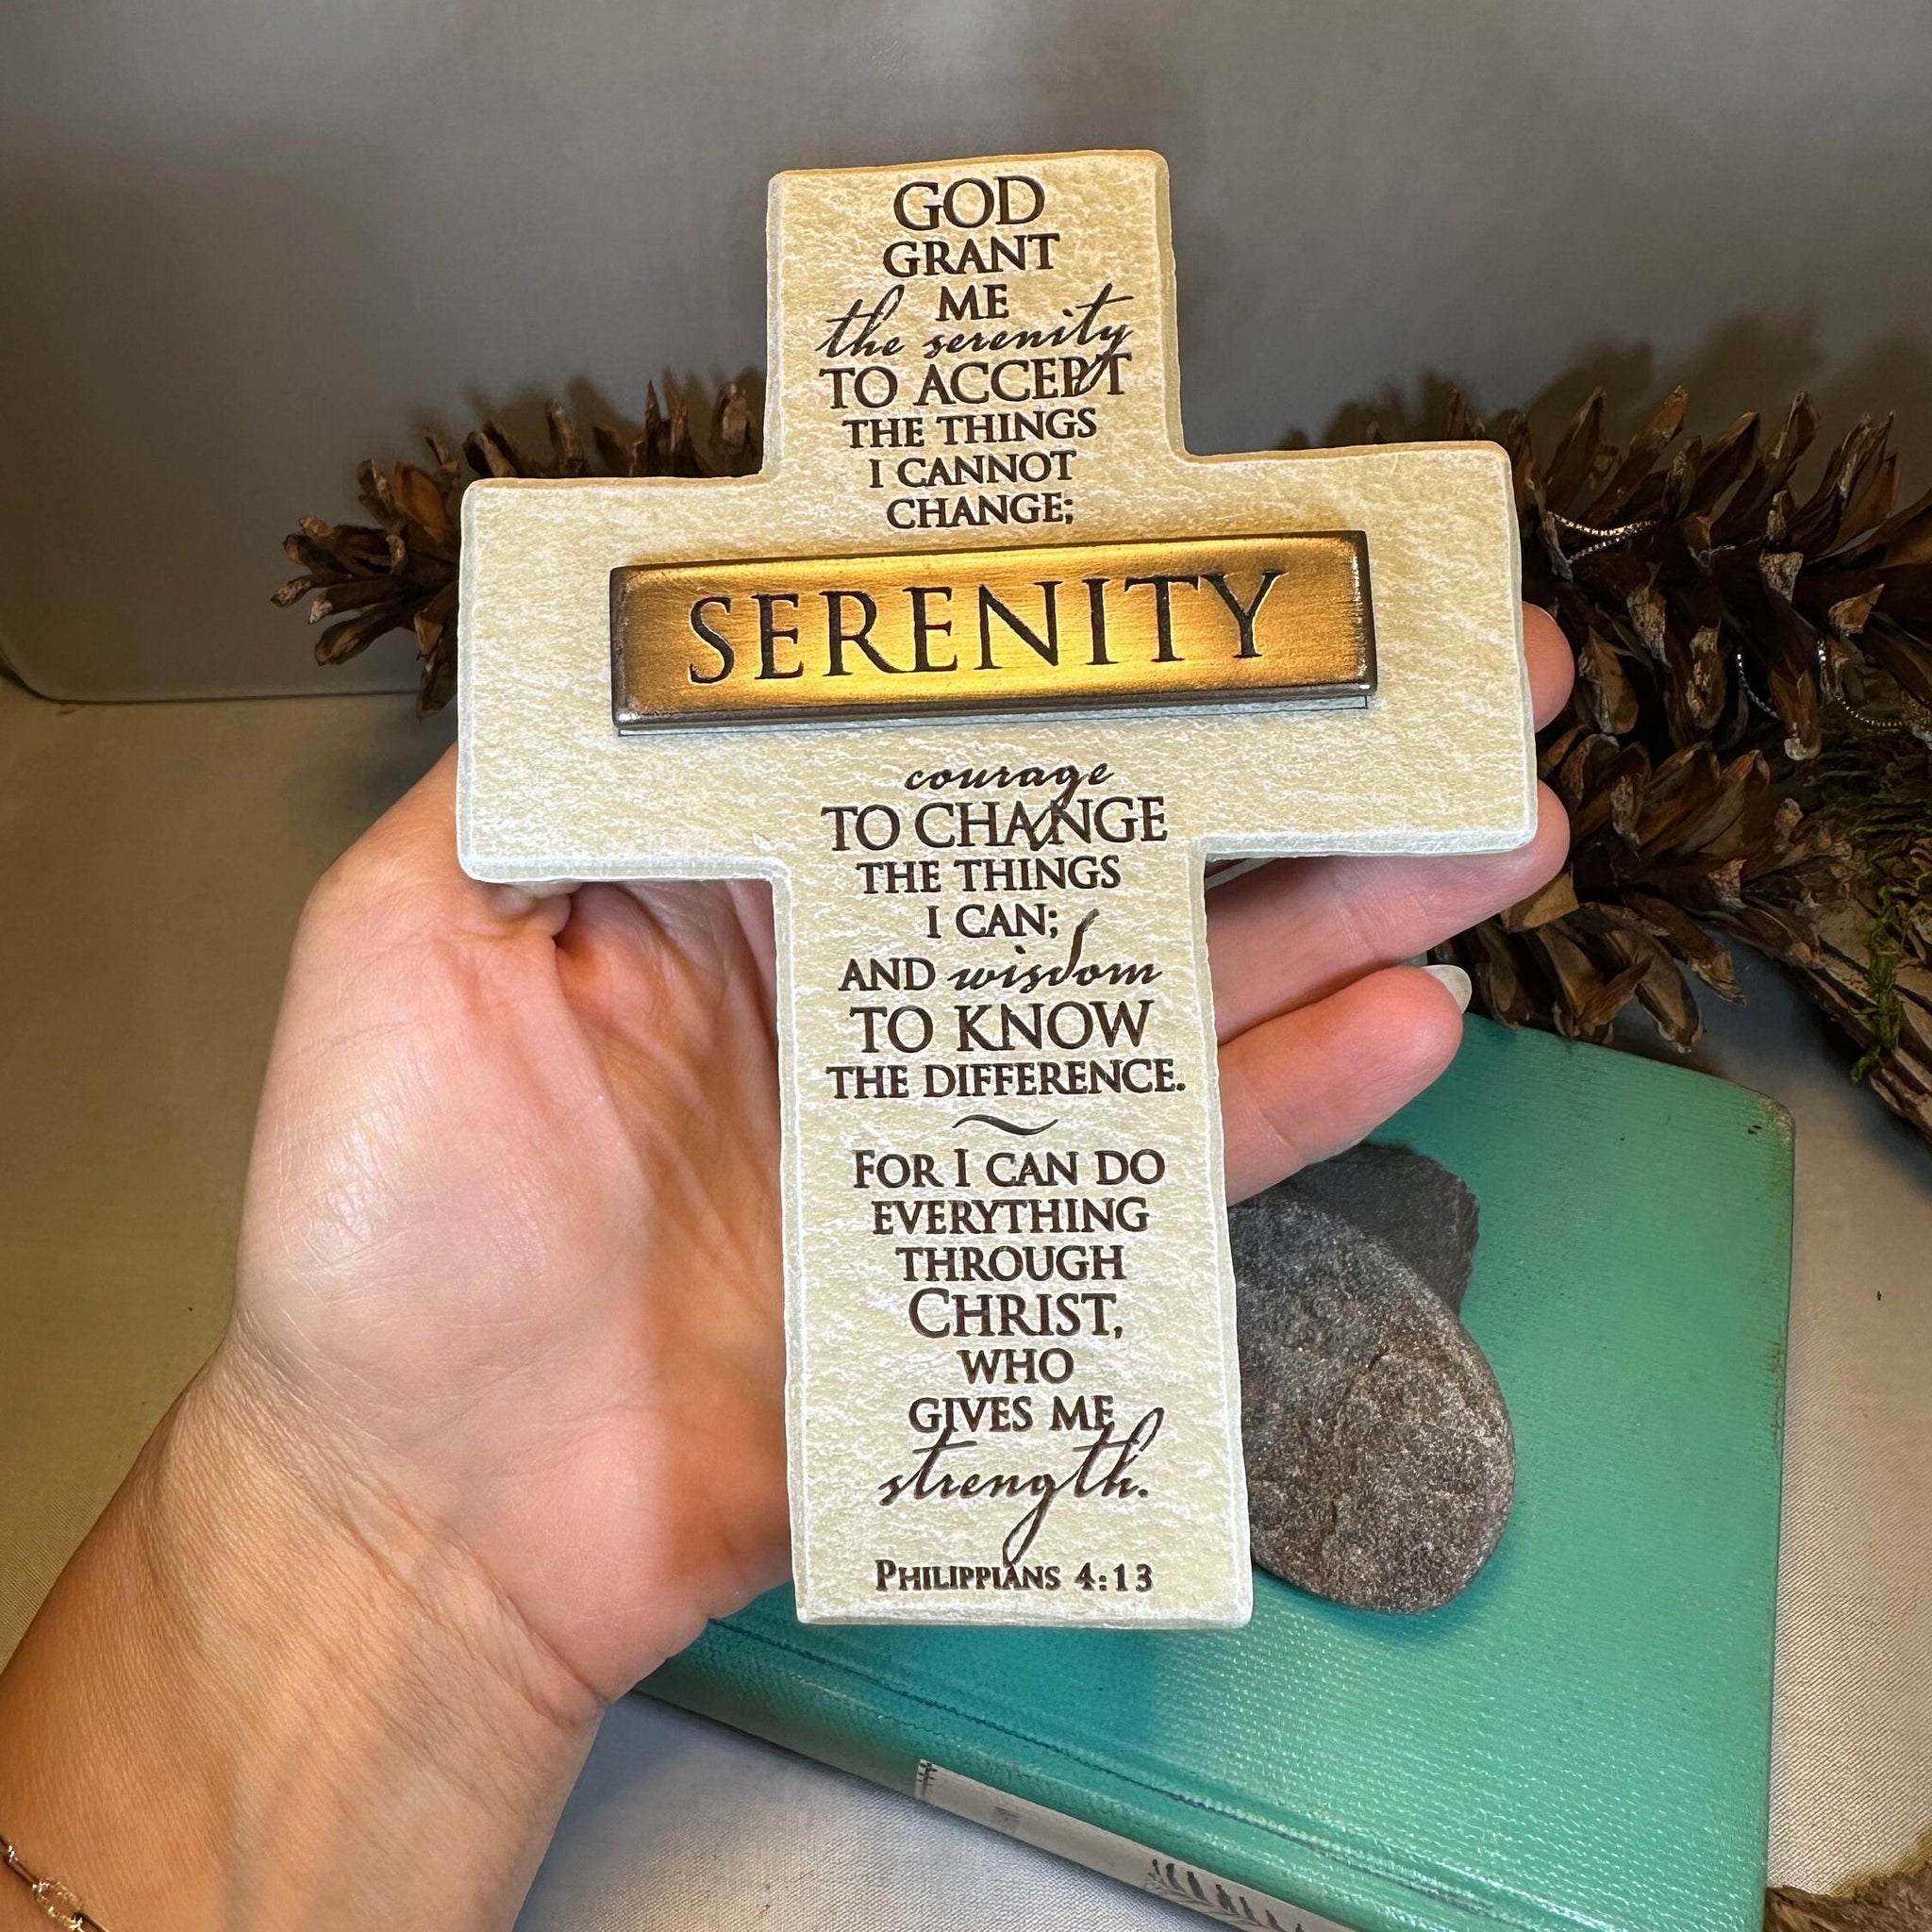 GOD
GRANT
ME
the serenity
TO ACCEPT
THE THINGS
I CANNOT
CHANGE;
SERENITY
courage
TO CHANGE
THE THINGS
I CAN;
AND wisdom
TO KNOW
THE DIFFERENCE.
~
FOR I CAN DO
EVERYTHING
THROUGH
CHRIST,
WHO
GIVES ME
strength.
PHILIPPIANS 4:13